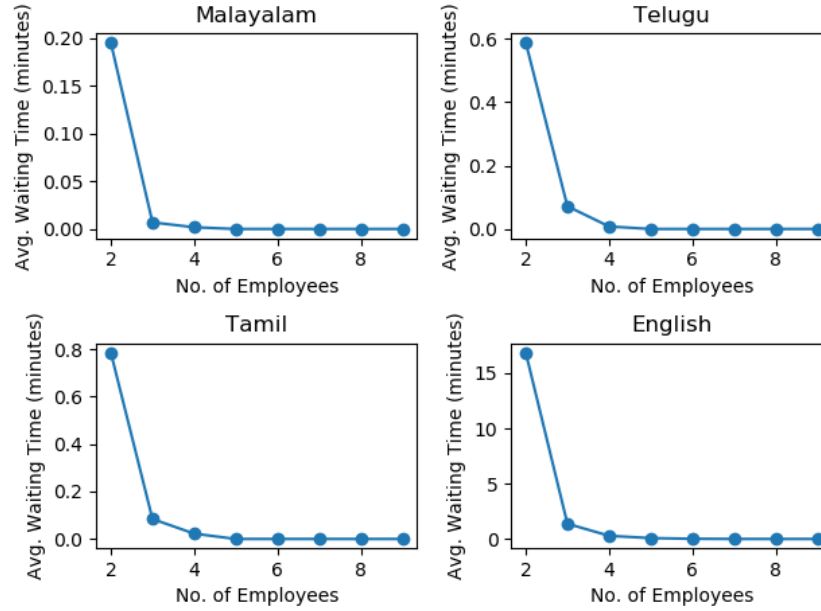 Malayalam
Avg. Waiting Time (minutes)
0.20
0.15
0.10
0.05
0.00
2 4 6 8
No. of Employees
Telugu
Avg. Waiting Time (minutes)
0.6
0.4
0.2
0.0
2 4 6 8
No. of Employees
Tamil
Avg. Waiting Time (minutes)
0.8
0.6
0.4
0.2
0.0
2 4 6 8
No. of Employees
English
Avg. Waiting Time (minutes)
15
10
5
0
2 4 6 8
No. of Employees